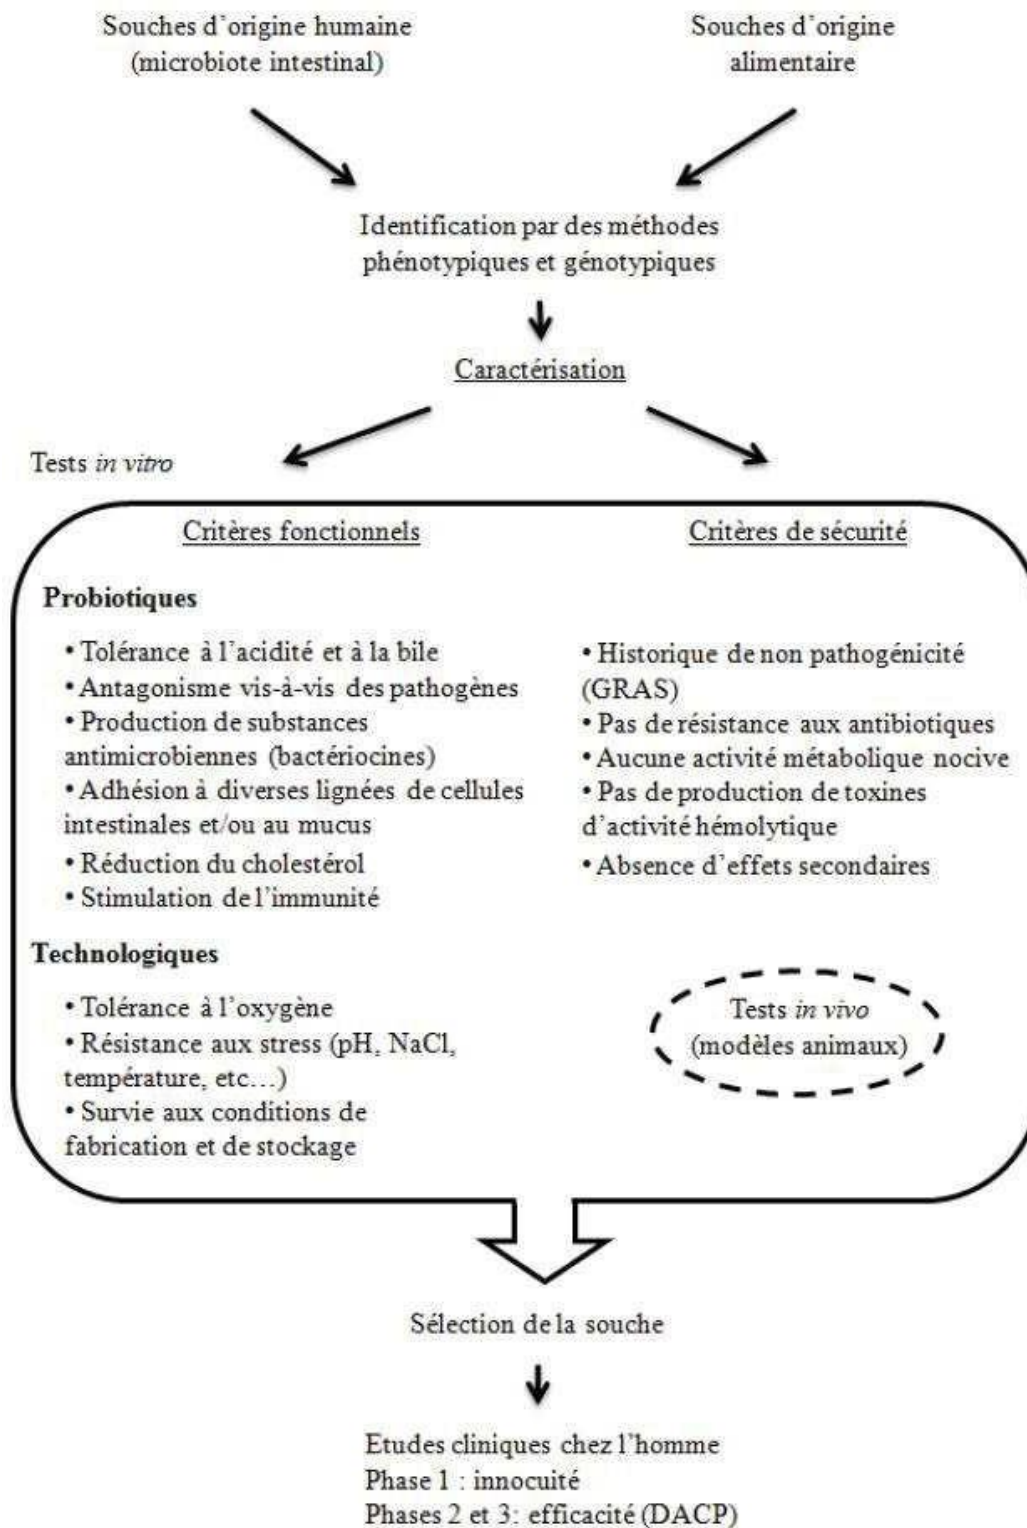 Souches d'origine humaine
(microbiote intestinal)
Souches d'origine
alimentaire
Identification par des méthodes
phénotypiques et génotypiques
Caractérisation
Tests in vitro
Critères fonctionnels
Probiotiques
• Tolérance à l'acidité et à la bile
• Antagonisme vis-à-vis des pathogènes
• Production de substances
antimicrobiennes (bactériocines)
• Adhésion à diverses lignées de cellules
intestinales et/ou au mucus
• Réduction du cholestérol
• Stimulation de l'immunité
Technologiques
• Tolérance à l'oxygène
• Résistance aux stress (pH, NaCl,
température, etc…)
• Survie aux conditions de
fabrication et de stockage
Critères de sécurité
• Historique de non pathogénicité
(GRAS)
• Pas de résistance aux antibiotiques
• Aucune activité métabolique nocive
• Pas de production de toxines
d'activité hémolytique
• Absence d'effets secondaires
Tests in vivo
(modèles animaux)
Sélection de la souche
Etudes cliniques chez l'homme
Phase 1 : innocuité
Phases 2 et 3: efficacité (DACP)